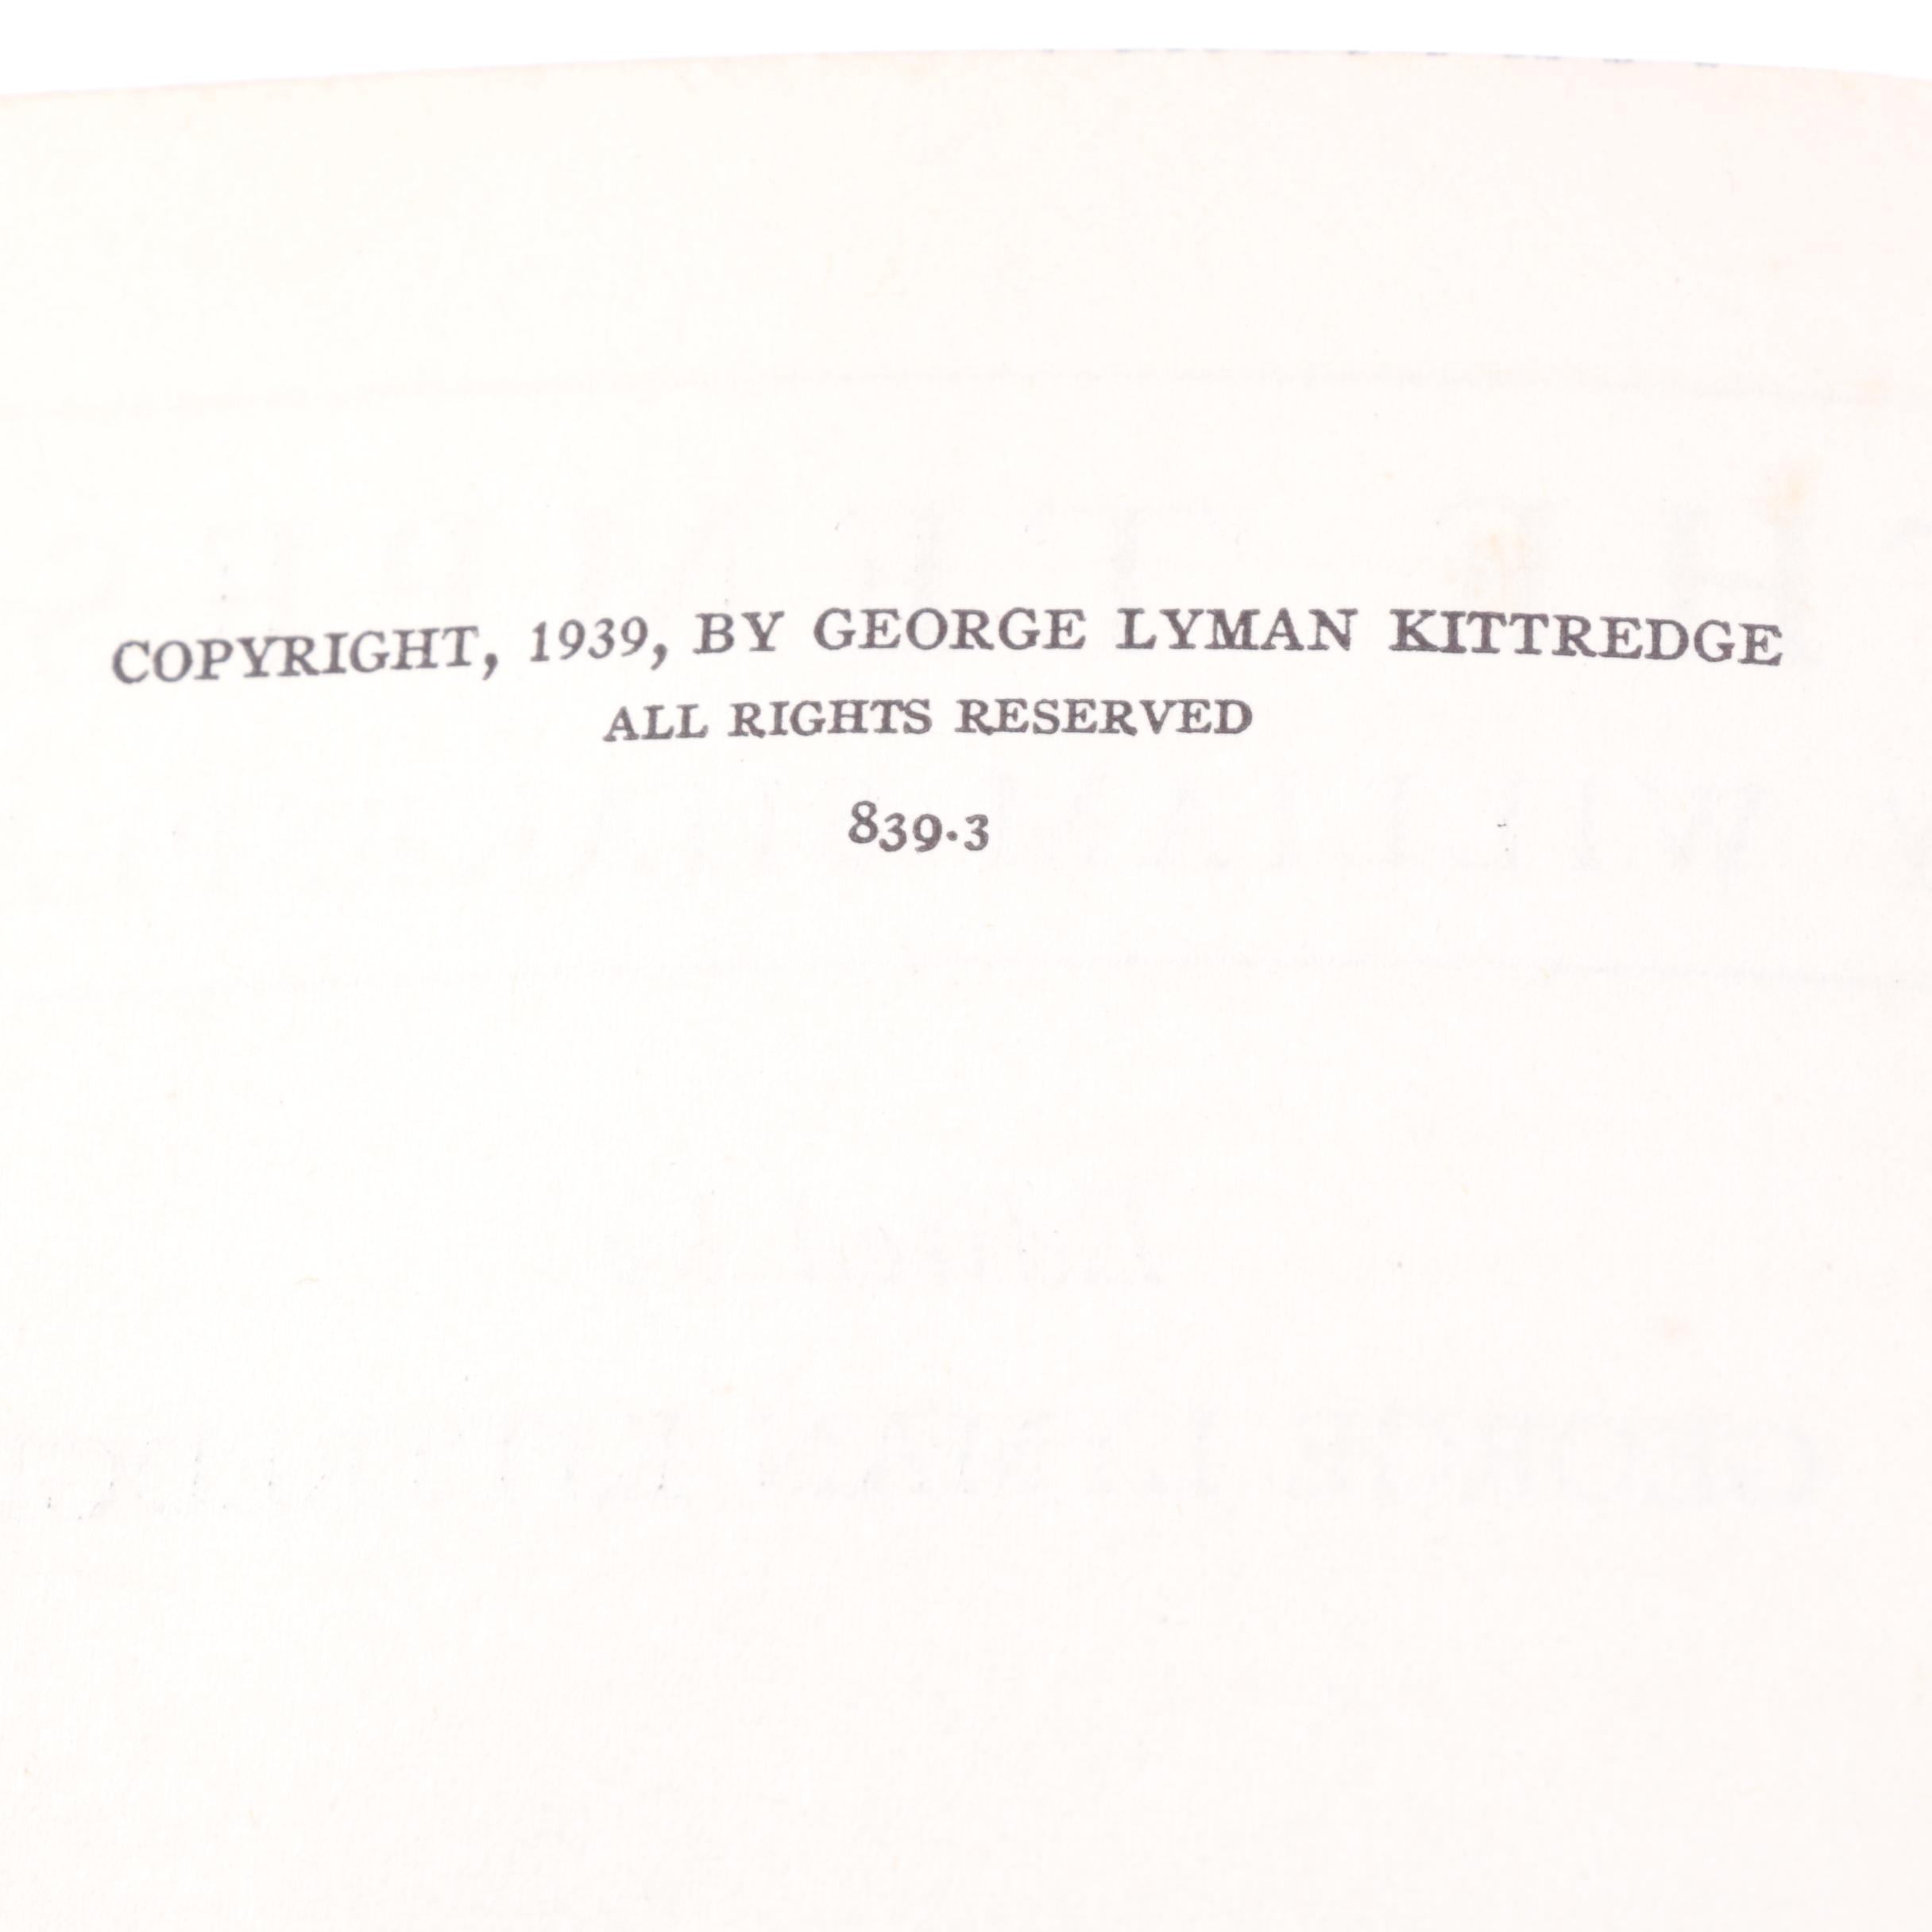 COPYRIGHT, 1939, BY GEORGE LYMAN KITTREDGE
ALL RIGHTS RESERVED
839.3